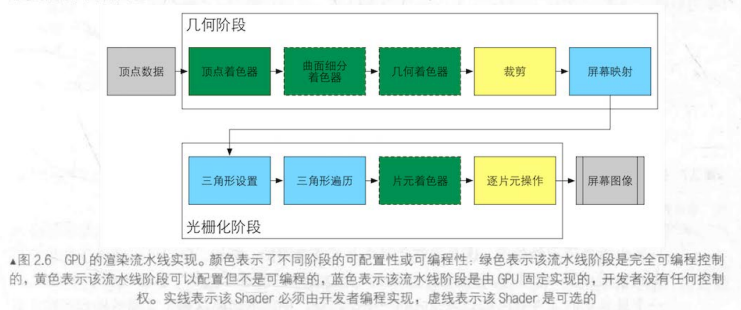 几何阶段
顶点数据
顶点着色器
曲面细分
着色器
几何着色器
裁剪
屏幕映射
三角形设置
三角形遍历
片元着色器
逐片元操作
屏幕图像
光栅化阶段
▲图 2.6 GPU 的渲染流水线实现。颜色表示了不同阶段的可配置性或可编程性。绿色表示该流水线阶段是完全可编程控制
的，黄色表示该流水线阶段可以配置但不是可编程的，蓝色表示该流水线阶段是由 GPU 固定实现的，开发者没有任何控制
权。实线表示该 Shader 必须由开发者编程实现，虚线表示该 Shader 是可选的